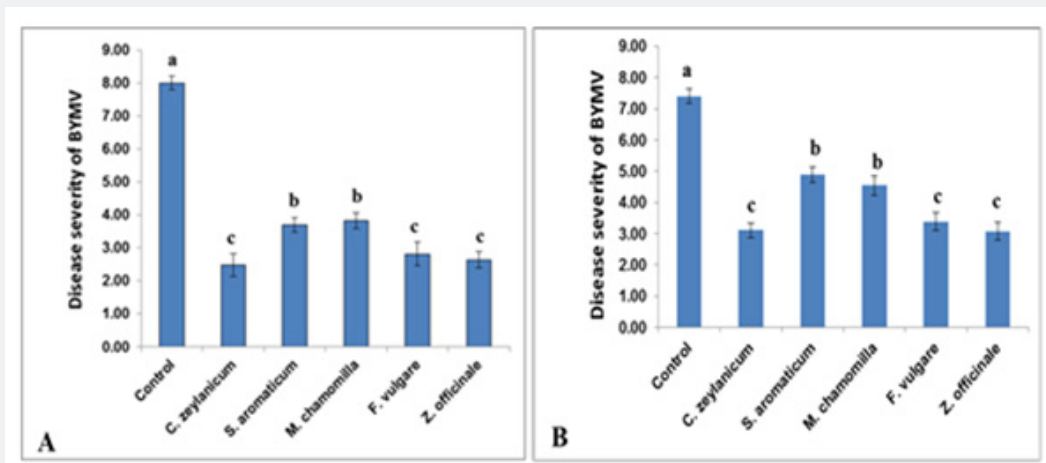 Disease severity of BYMV
9.00
8.00
7.00
6.00
5.00
4.00
3.00
2.00
1.00
0.00
a
c
b
b
c
c
Control
C. zeylanicum
S. aromaticum
M. chamomilla
F. vulgare
Z. officinale
A
Disease severity of BYMV
9.00
8.00
7.00
6.00
5.00
4.00
3.00
2.00
1.00
0.00
a
c
b
b
c
c
Control
C. zeylanicum
S. aromaticum
M. chamomilla
F. vulgare
Z. officinale
B